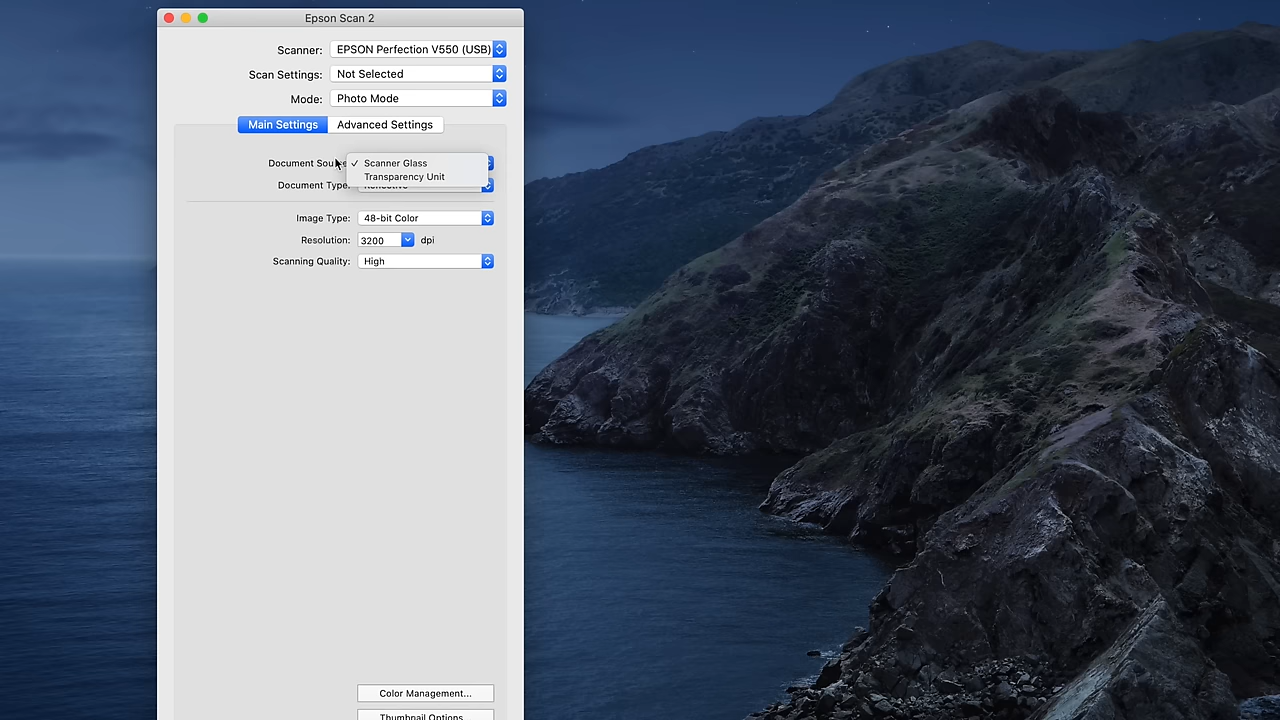 Epson Scan 2
Scanner: EPSON Perfection V550 (USB)
Scan Settings: Not Selected
Mode: Photo Mode
Main Settings Advanced Settings
Document Source Scanner Glass
Transparency Unit
Document Type: Reflective
Image Type: 48-bit Color
Resolution: 3200 dpi
Scanning Quality: High
Color Management...
Thumbnail Options